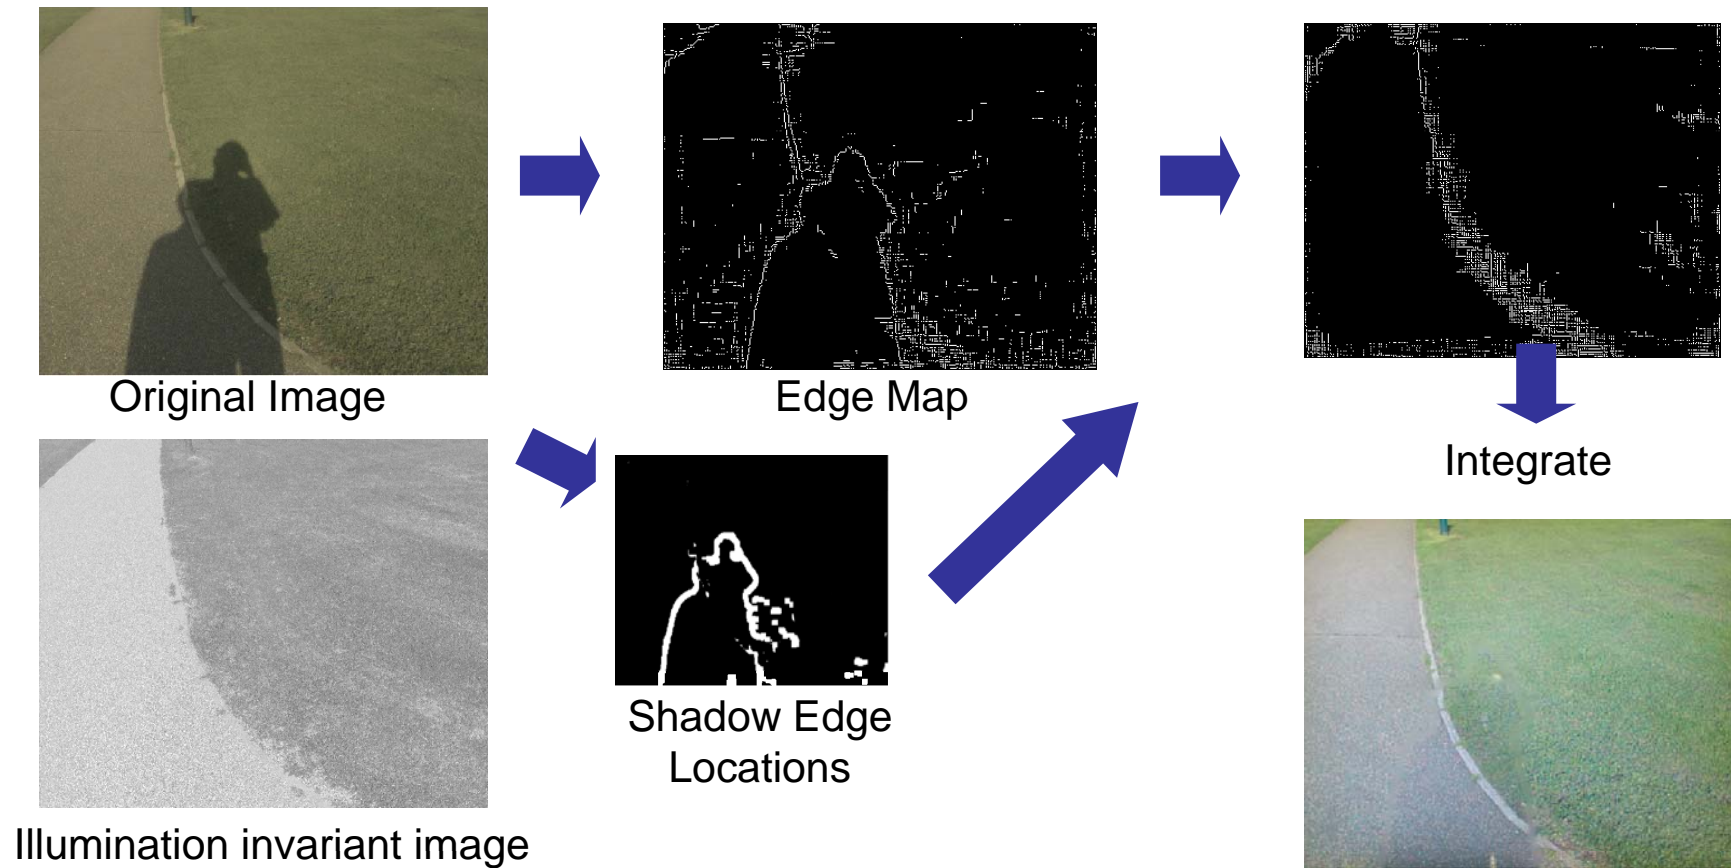 Original Image
Edge Map
Integrate
Shadow Edge
Locations
Illumination invariant image